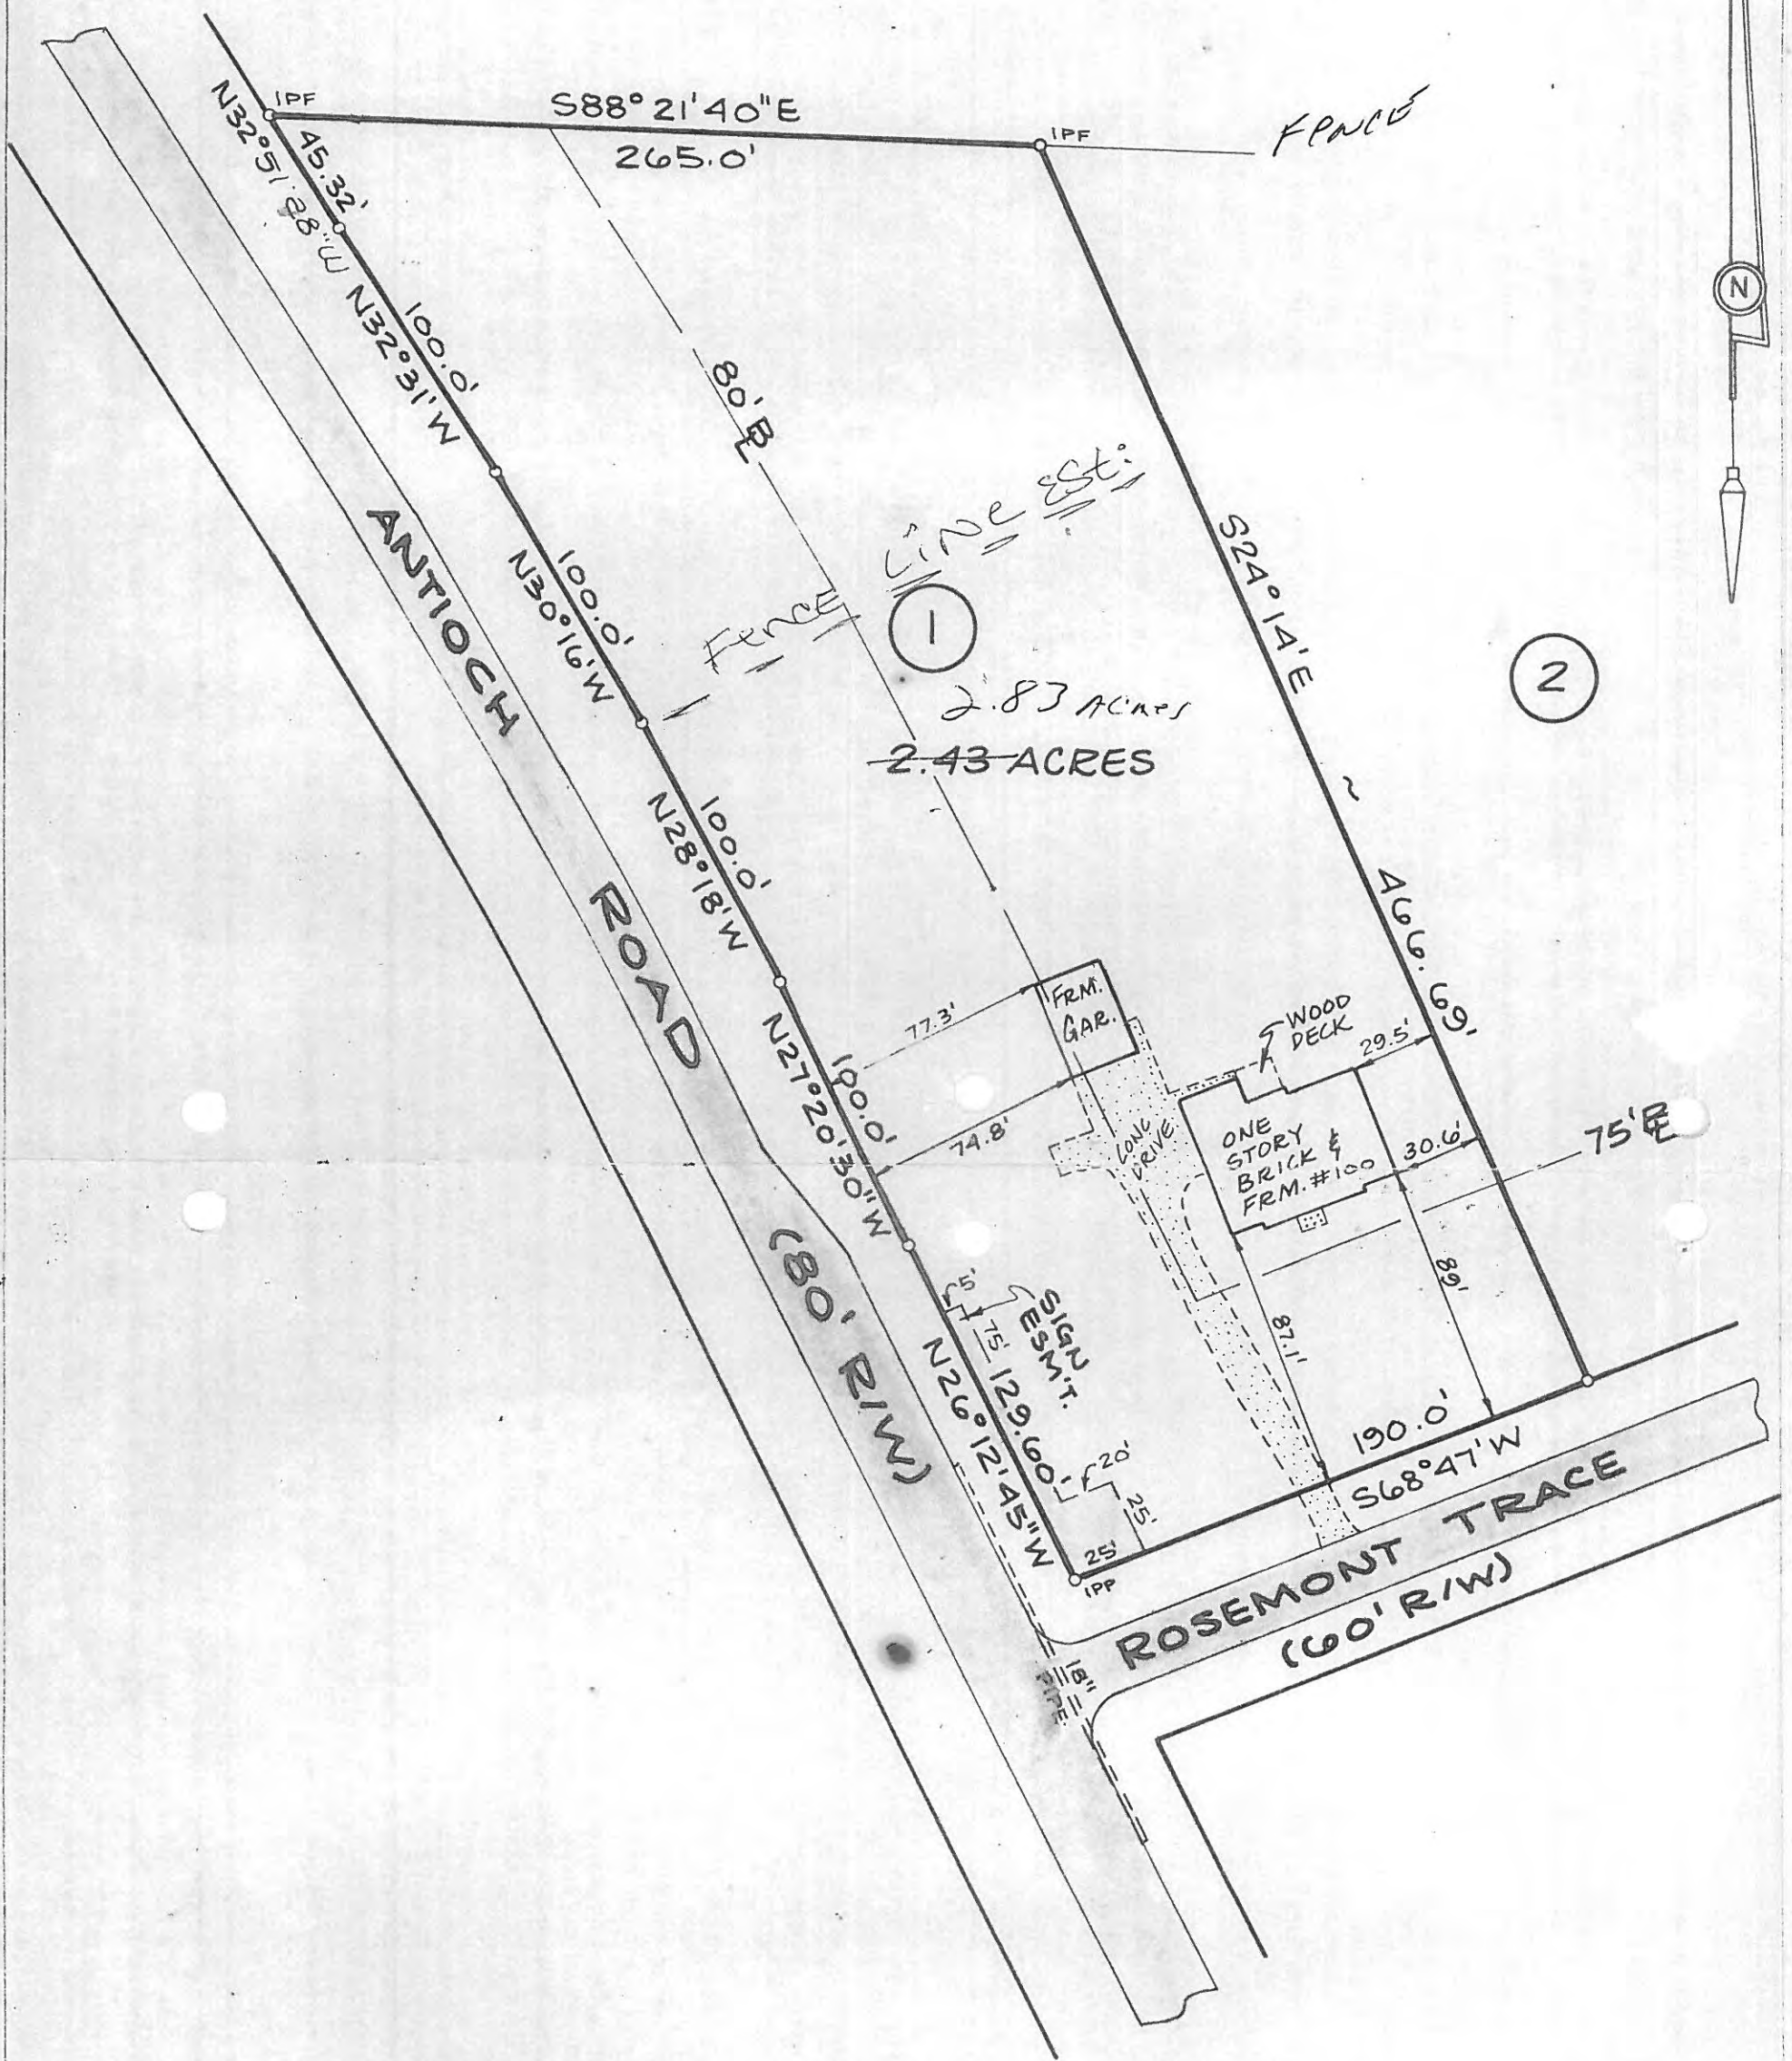 IPF
S88°21'40"E
265.0'
IPF
FENCE
N
N32°51'28"W
45.32'
N32°31'W
100.0'
80' BL
N30°16'W
100.0'
Fence Line Est:
1
2.83 Acres
2.43 ACRES
S24°14'E ~ 466.69'
2
ANTIOCH ROAD (80' R/W)
N28°18'W
100.0'
N27°20'30"W
100.0'
77.3'
FRM.
GAR.
74.8'
LONG
DRIVE
WOOD
DECK
29.5'
ONE
STORY
BRICK &
FRM. #100
30.6'
75' BL
89'
87.1'
5'
75'
SIGN
ESM'T.
N26°12'45"W
129.60'
20'
25'
25'
IPP
190.0'
S68°47'W
ROSEMONT TRACE
(60' R/W)
18"
PIPE